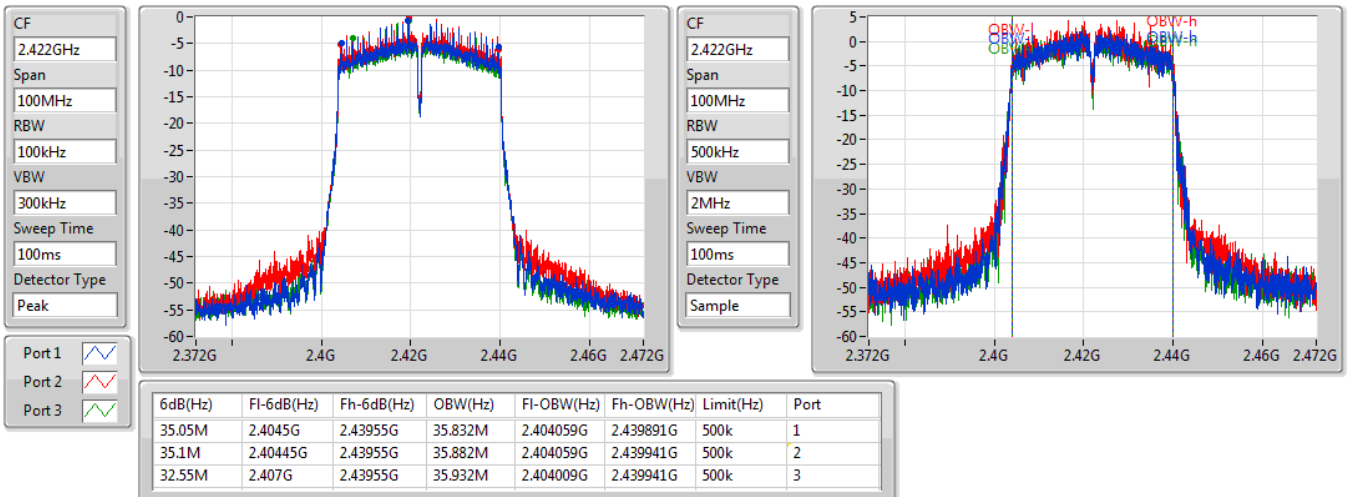 CF
2.422GHz
Span
100MHz
RBW
100kHz
VBW
300kHz
Sweep Time
100ms
Detector Type
Peak
0
-5
-10
-15
-20
-25
-30
-35
-40
-45
-50
-55
-60
2.372G 2.4G 2.42G 2.44G 2.46G 2.472G
CF
2.422GHz
Span
100MHz
RBW
500kHz
VBW
2MHz
Sweep Time
100ms
Detector Type
Sample
5
0
-5
-10
-15
-20
-25
-30
-35
-40
-45
-50
-55
-60
OBW-l OBW-h
OBW-h
2.372G 2.4G 2.42G 2.44G 2.46G 2.472G
Port 1
Port 2
Port 3
6dB(Hz) Fl-6dB(Hz) Fh-6dB(Hz) OBW(Hz) Fl-OBW(Hz) Fh-OBW(Hz) Limit(Hz) Port
35.05M 2.4045G 2.43955G 35.832M 2.404059G 2.439891G 500k 1
35.1M 2.40445G 2.43955G 35.882M 2.404059G 2.439941G 500k 2
32.55M 2.407G 2.43955G 35.932M 2.404009G 2.439941G 500k 3